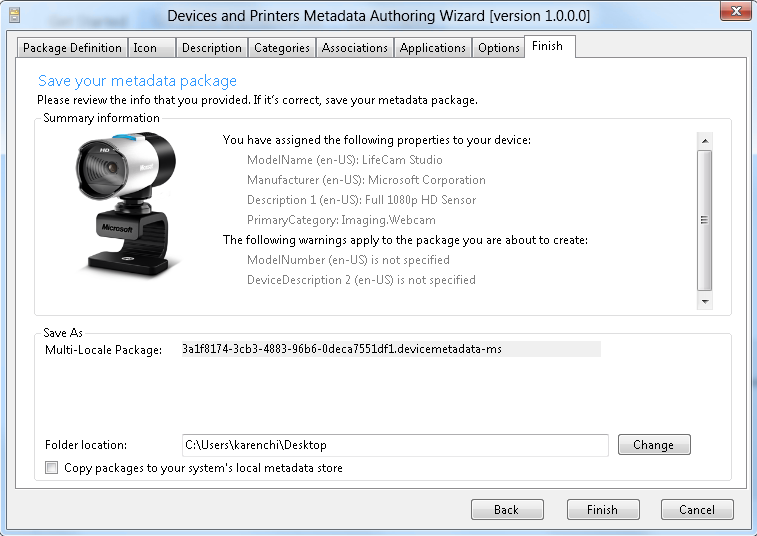 Devices and Printers Metadata Authoring Wizard [version 1.0.0.0]
Package Definition Icon Description Categories Associations Applications Options Finish
Save your metadata package
Please review the info that you provided. If it's correct, save your metadata package.
Summary information
You have assigned the following properties to your device:
ModelName (en-US): LifeCam Studio
Manufacturer (en-US): Microsoft Corporation
Description 1 (en-US): Full 1080p HD Sensor
PrimaryCategory: Imaging.Webcam
The following warnings apply to the package you are about to create:
ModelNumber (en-US) is not specified
DeviceDescription 2 (en-US) is not specified
HD
Microsoft
Microsoft
Save As
Multi-Locale Package: 3a1f8174-3cb3-4883-96b6-0deca7551df1.devicemetadata-ms
Folder location: C:\Users\karenchi\Desktop Change
Copy packages to your system's local metadata store
Back Finish Cancel